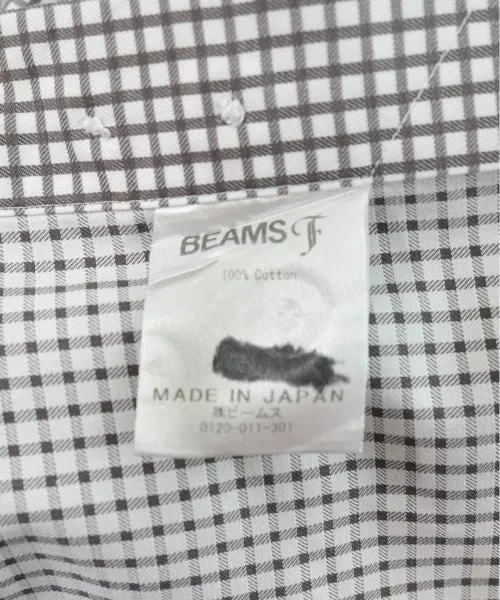 BEAMS F
100% Cotton
MADE IN JAPAN
㈱ビームス
0120-011-301